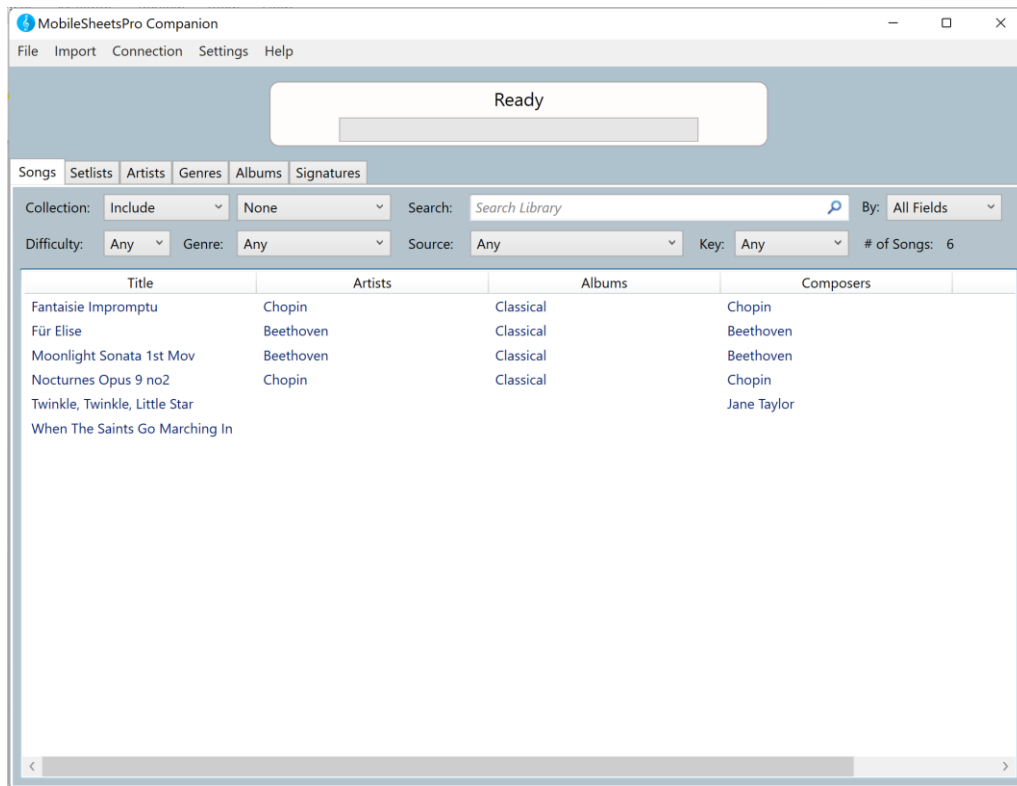 MobileSheetsPro Companion
File Import Connection Settings Help
Ready
Songs Setlists Artists Genres Albums Signatures
Collection: Include None Search: Search Library By: All Fields
Difficulty: Any Genre: Any Source: Any Key: Any # of Songs: 6
Title Artists Albums Composers
Fantaisie Impromptu Chopin Classical Chopin
Für Elise Beethoven Classical Beethoven
Moonlight Sonata 1st Mov Beethoven Classical Beethoven
Nocturnes Opus 9 no2 Chopin Classical Chopin
Twinkle, Twinkle, Little Star Jane Taylor
When The Saints Go Marching In